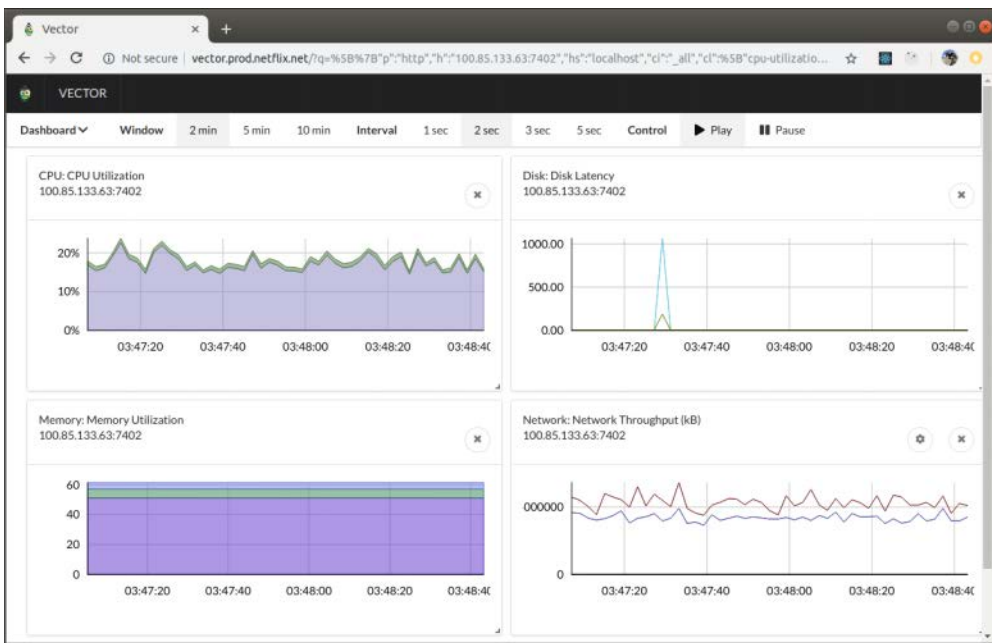 Vector
Not secure vector.prod.netflix.net/?q=%5B%7B"p":"http","h":"100.85.133.63:7402","hs":"localhost","ci":"_all","cl":%5B"cpu-utilizatio...
VECTOR
Dashboard Window 2 min 5 min 10 min Interval 1 sec 2 sec 3 sec 5 sec Control Play Pause
CPU: CPU Utilization
100.85.133.63:7402
20%
10%
0%
03:47:20 03:47:40 03:48:00 03:48:20 03:48:4(
Disk: Disk Latency
100.85.133.63:7402
1000.00
500.00
0.00
03:47:20 03:47:40 03:48:00 03:48:20 03:48:4(
Memory: Memory Utilization
100.85.133.63:7402
60
40
20
0
03:47:20 03:47:40 03:48:00 03:48:20 03:48:4(
Network: Network Throughput (kB)
100.85.133.63:7402
000000
0
03:47:20 03:47:40 03:48:00 03:48:20 03:48:4(